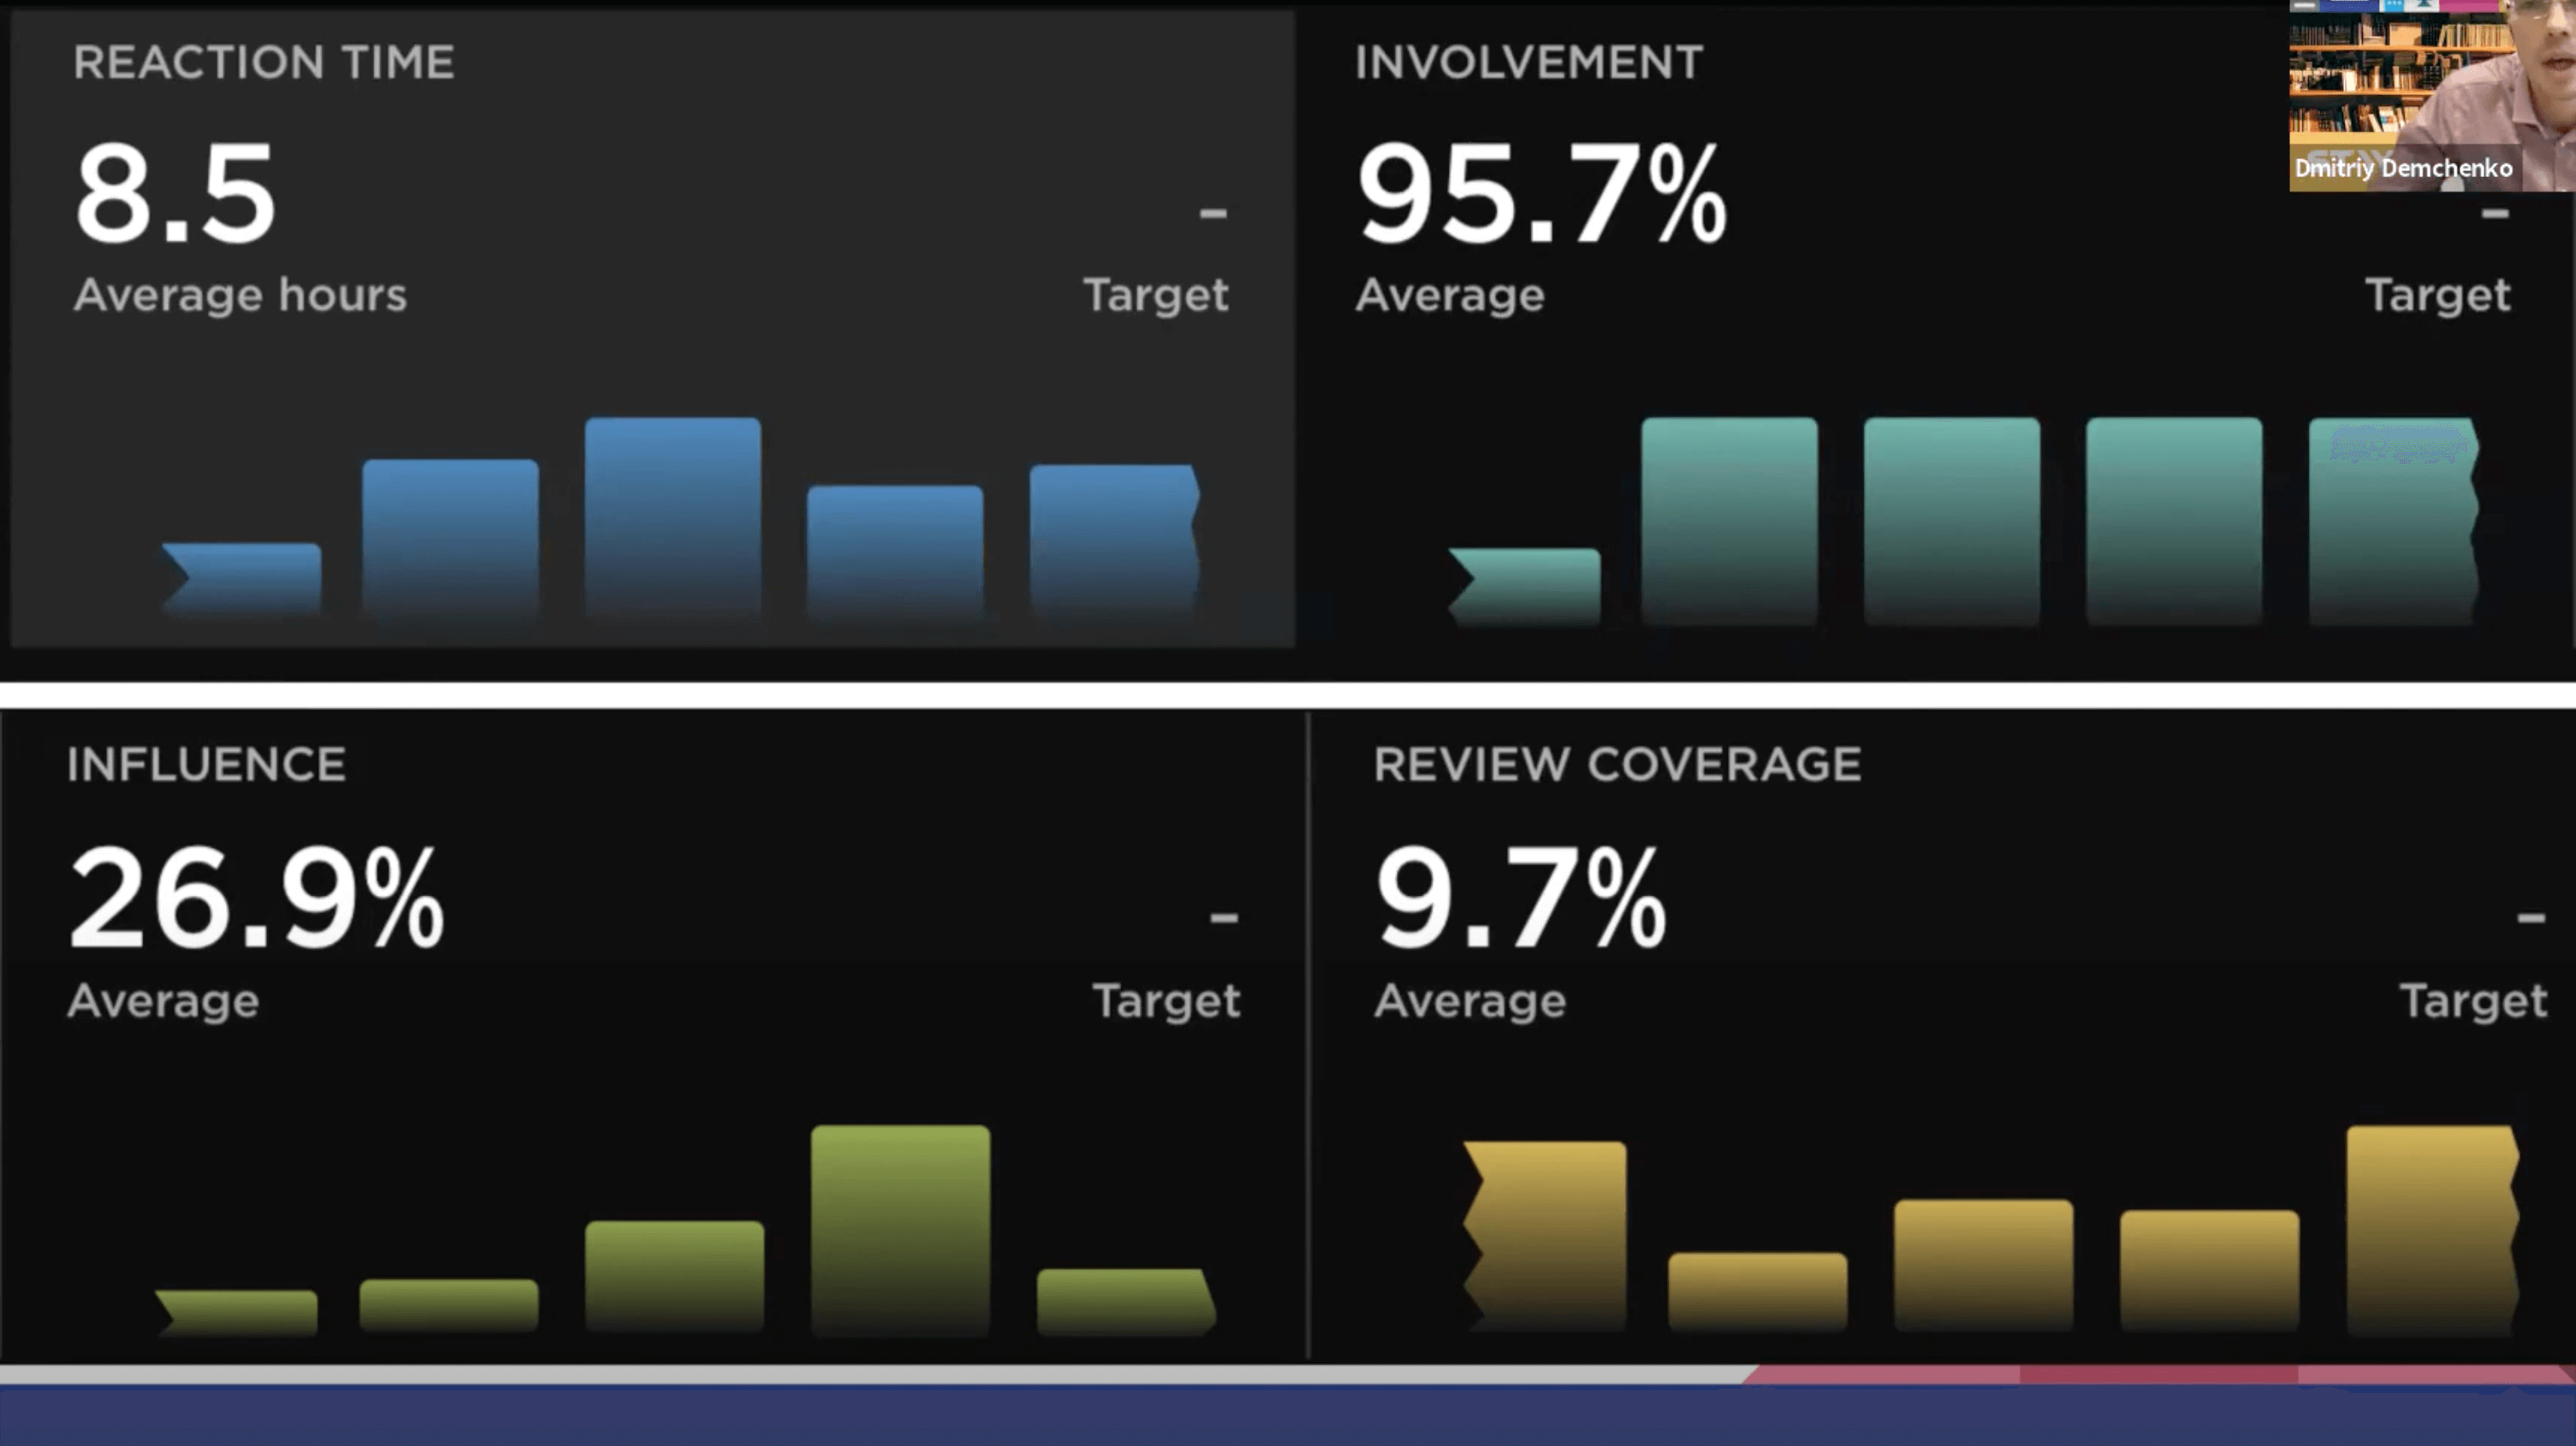 REACTION TIME
8.5
–
Average hours
Target
INVOLVEMENT
95.7%
–
Average
Target
Dmitriy Demchenko
INFLUENCE
26.9%
–
Average
Target
REVIEW COVERAGE
9.7%
–
Average
Target